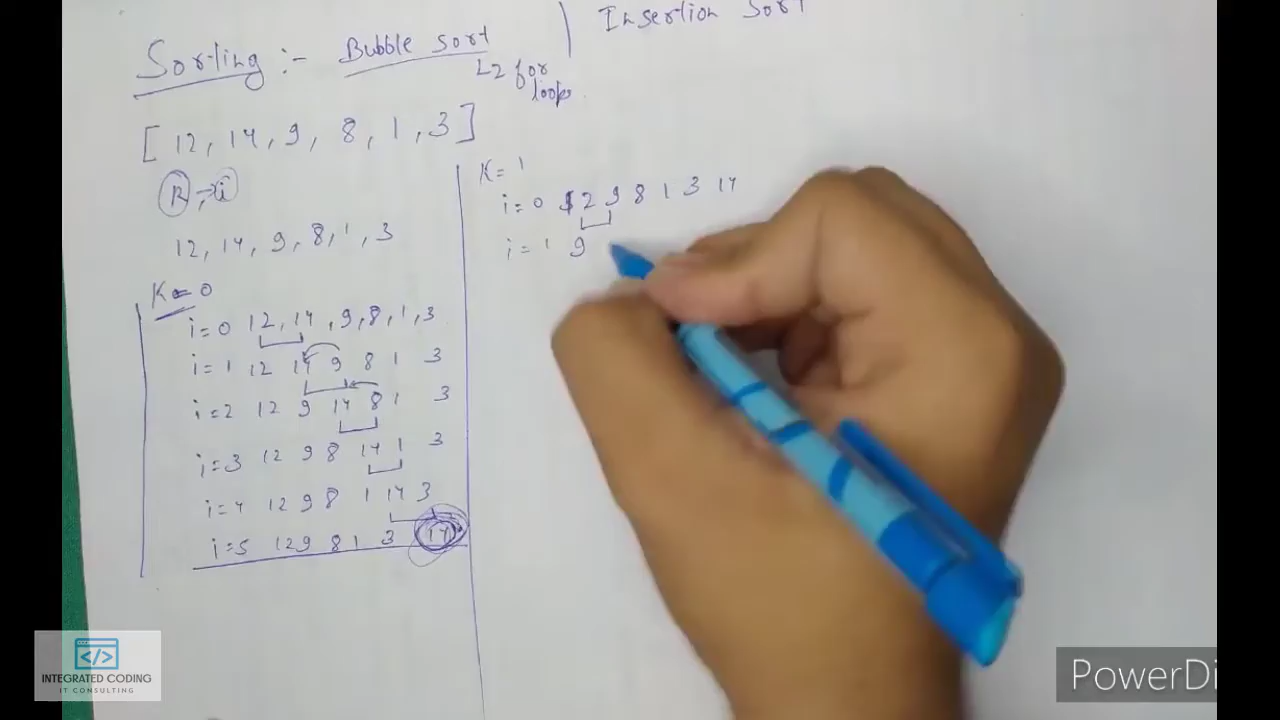 Sorting :- Bubble sort | Insertion Sort
L2 for loops
[12, 14, 9, 8, 1, 3]
R, i
12, 14, 9, 8, 1, 3
K = 0
i=0 12, 14, 9, 8, 1, 3
i=1 12 14 9 8 1 3
i=2 12 9 14 8 1 3
i=3 12 9 8 14 1 3
i=4 12 9 8 1 14 3
i=5 12 9 8 1 3 14
K= 1
i=0 12 9 8 1 3 14
i=1 9
</>
INTEGRATED CODING
IT CONSULTING
PowerDi